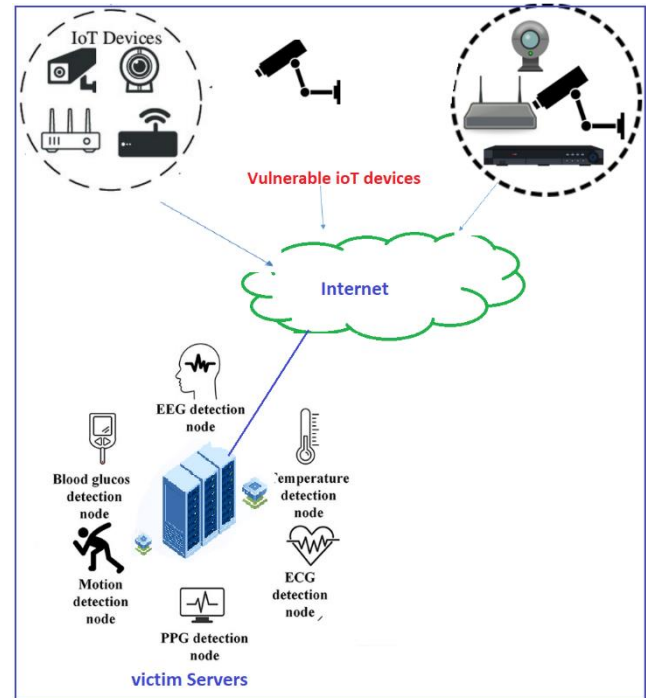 IoT Devices
Vulnerable ioT devices
Internet
EEG detection
node
Blood glucos
detection
node
Temperature
detection
node
Motion
detection
node
ECG
detection
node
PPG detection
node
victim Servers